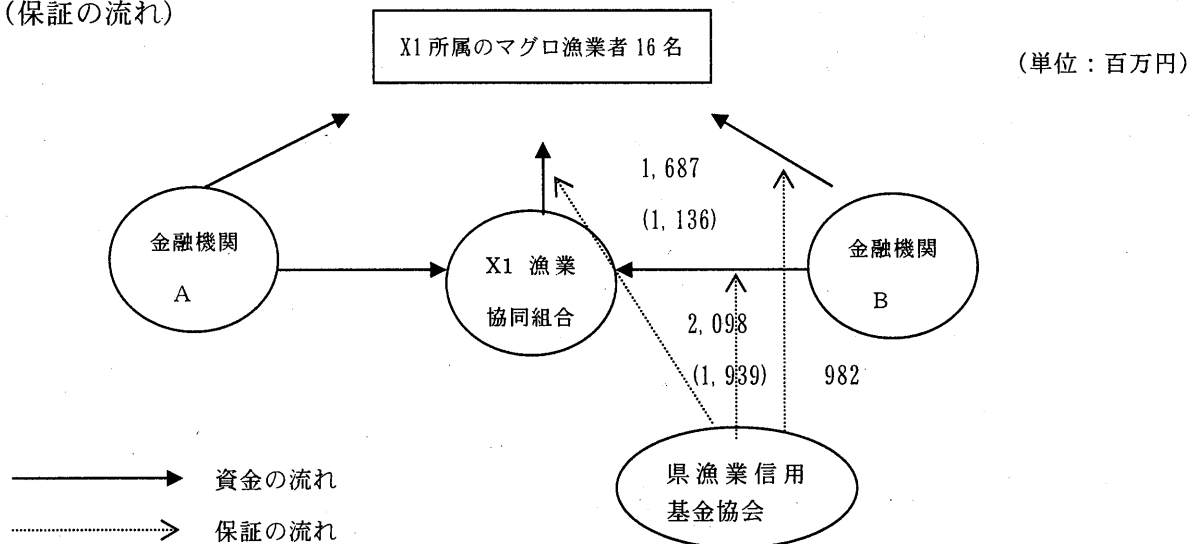 (保証の流れ)
X1所属のマグロ漁業者16名
(単位:百万円)
1,687
(1,136)
金融機関
A
X1 漁業
協同組合
金融機関
B
2,098
(1,939)
982
県漁業信用
基金協会
資金の流れ
保証の流れ